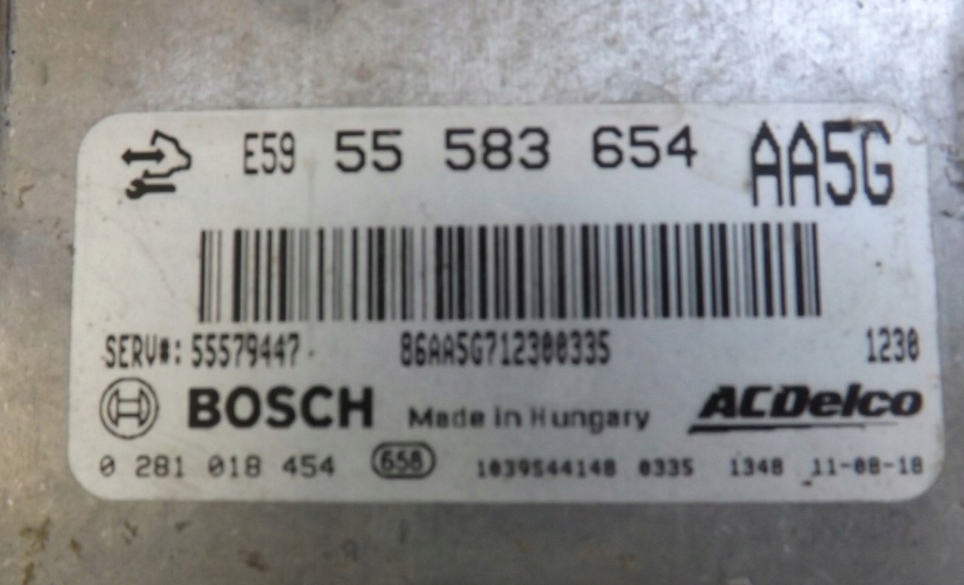 E59 55 583 654 AA5G
SERV#: 55579447 86AA5G712300335 1230
BOSCH Made in Hungary ACDelco
0 281 018 454 658 1039S44148 0335 1348 11-08-18